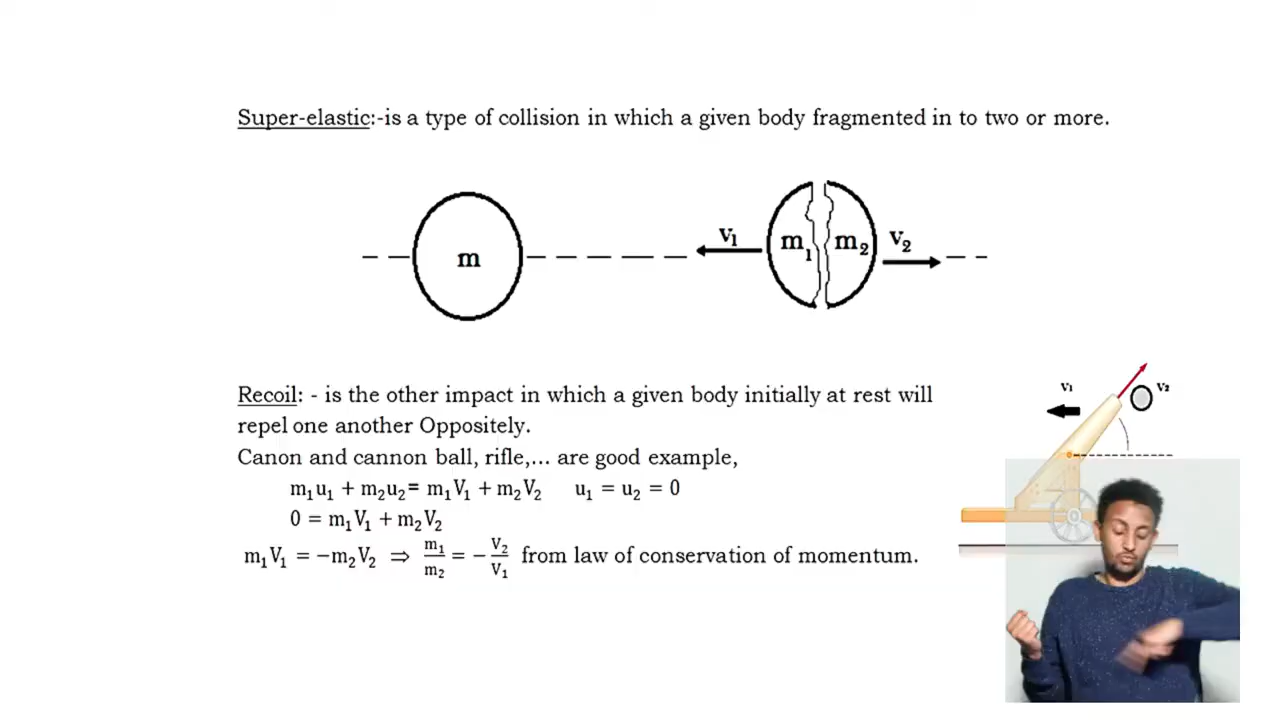 Super-elastic:-is a type of collision in which a given body fragmented in to two or more.
m
V₁
m₁
m₂
V₂
Recoil: - is the other impact in which a given body initially at rest will
repel one another Oppositely.
Canon and cannon ball, rifle,... are good example,
m₁u₁ + m₂u₂= m₁V₁ + m₂V₂ u₁ = u₂ = 0
0 = m₁V₁ + m₂V₂
m₁V₁ = −m₂V₂ ⇒ m₁/m₂ = − V₂/V₁ from law of conservation of momentum.
V₁
V₂